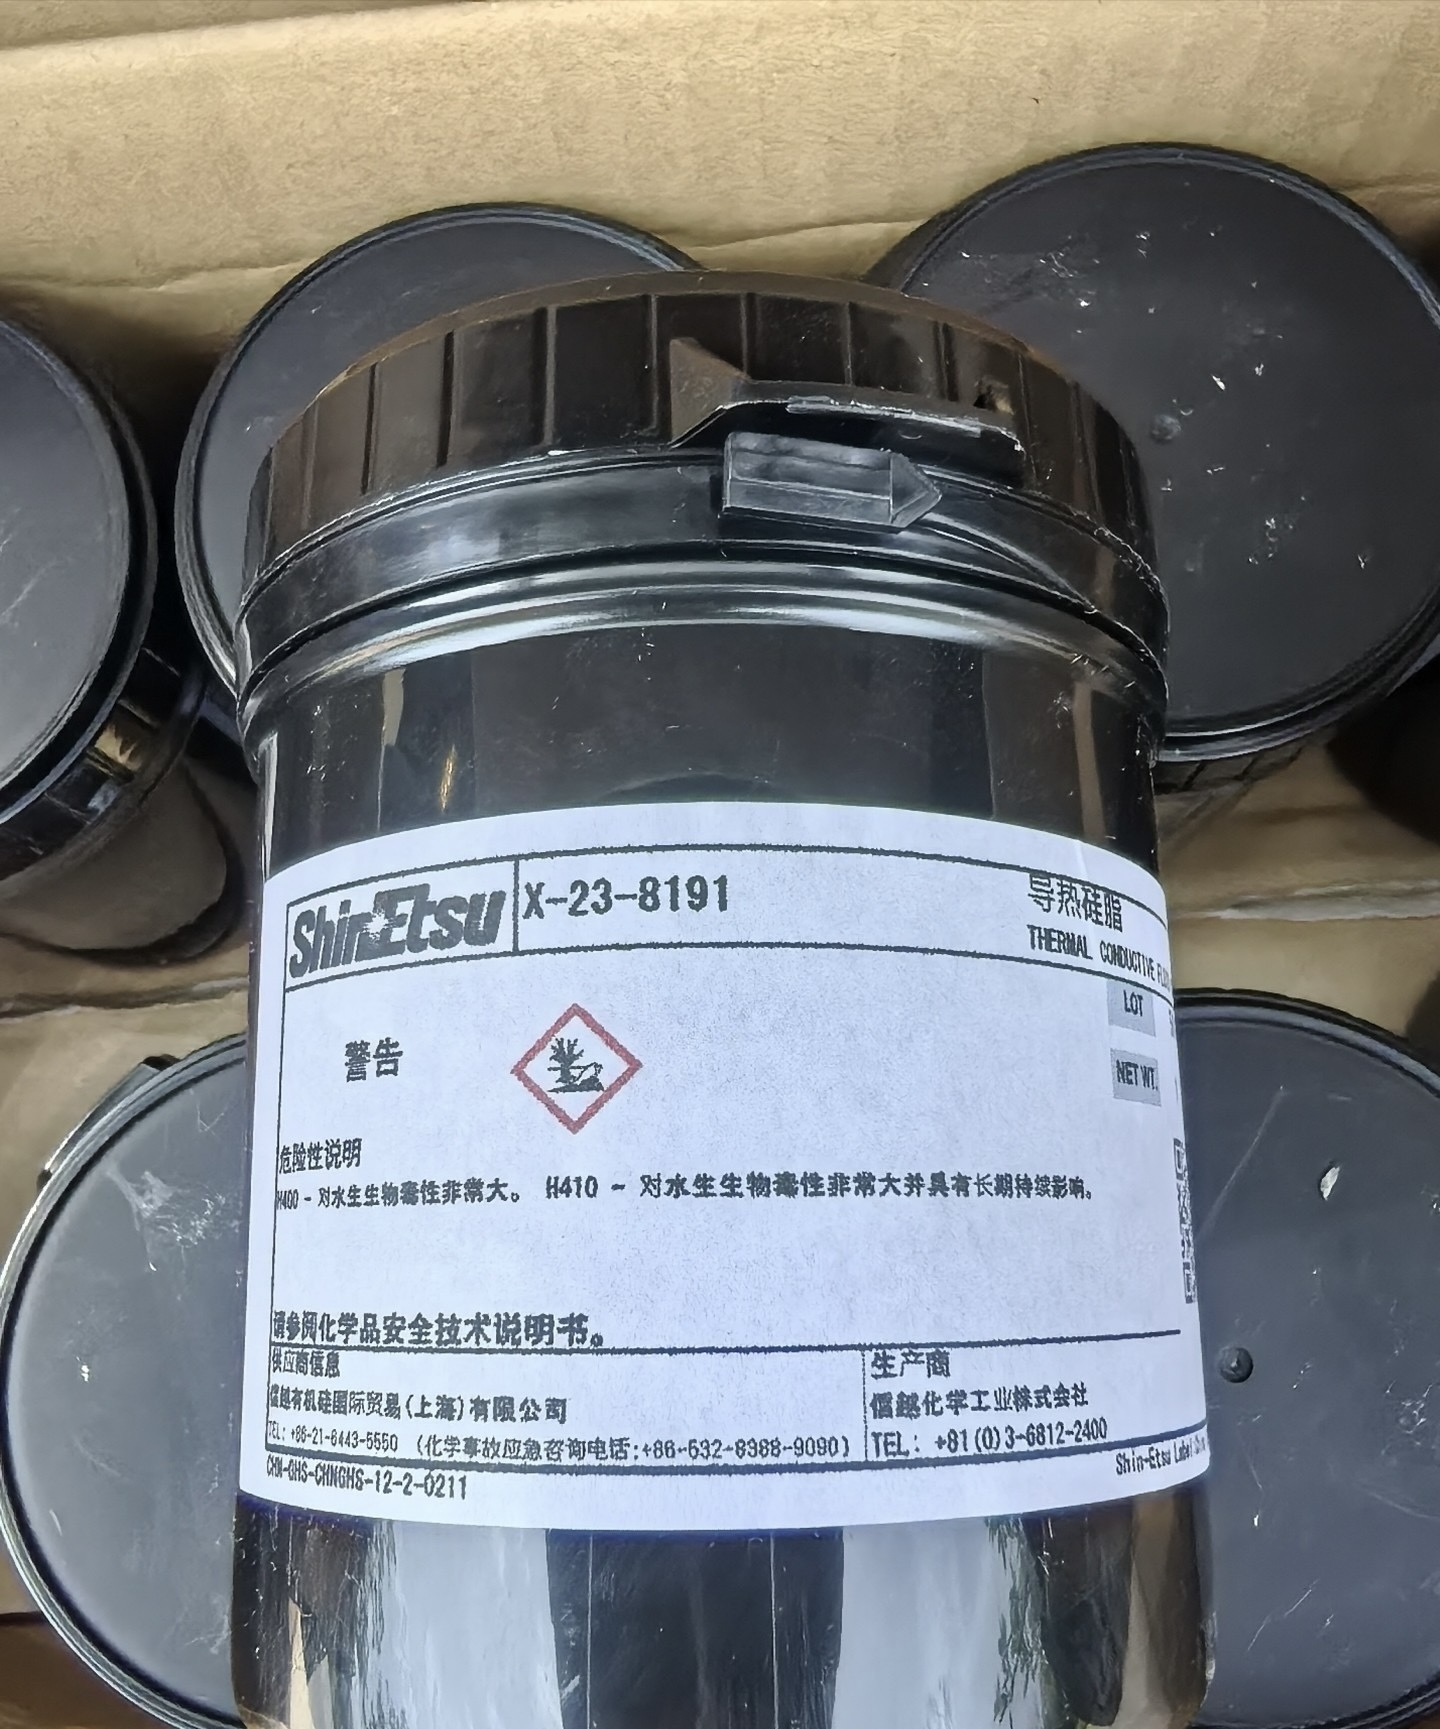 ShinEtsu
X-23-8191
导热硅脂
THERMAL CONDUCTIVE
LOT
NET WT.
警告
危险性说明
H400 - 对水生生物毒性非常大。 H410 - 对水生生物毒性非常大并具有长期持续影响。
请参阅化学品安全技术说明书。
供应商信息
信越有机硅国际贸易(上海)有限公司
TEL: +86-21-6443-5550 (化学事故应急咨询电话:+86-532-8388-9090)
生产商
信越化学工业株式会社
TEL: +81(0)3-6812-2400
CHN-GHS-CHNGHS-12-2-0211
Shin-Etsu Label